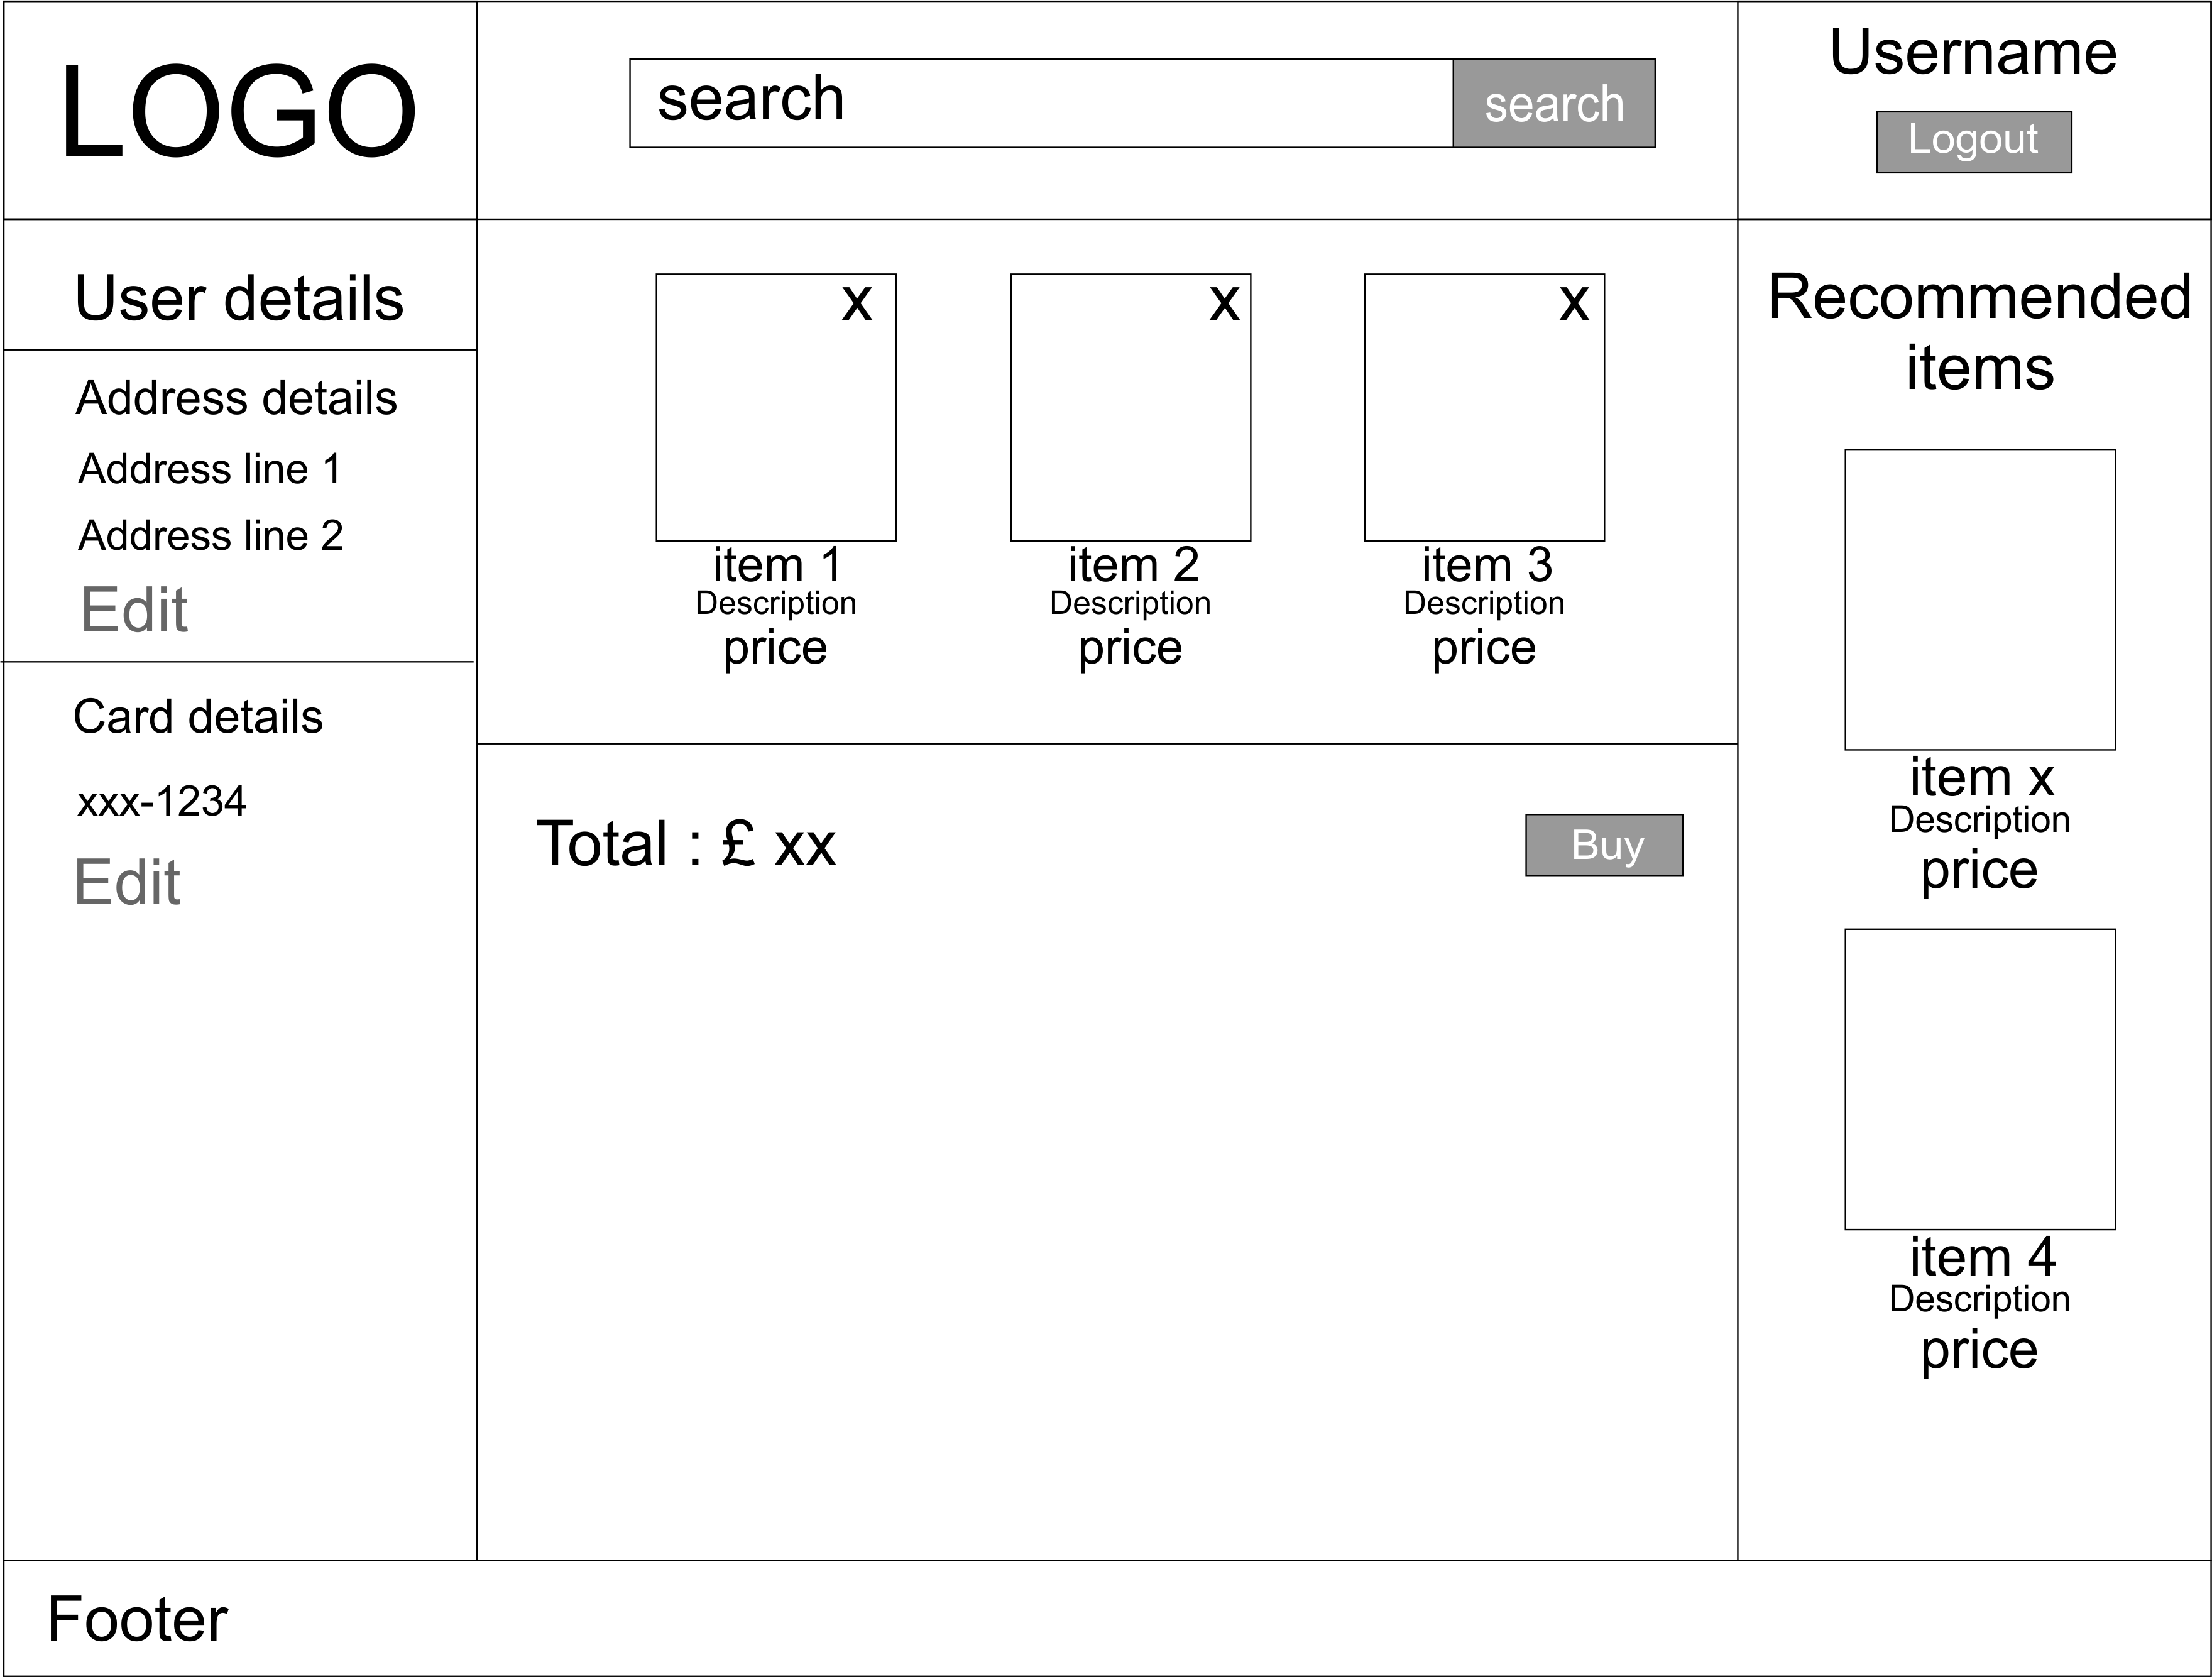 LOGO
search
search
Username
Logout
User details
Address details
Address line 1
Address line 2
Edit
Card details
xxx-1234
Edit
x
item 1
Description
price
x
item 2
Description
price
x
item 3
Description
price
Total : £ xx
Buy
Recommended
items
item x
Description
price
item 4
Description
price
Footer